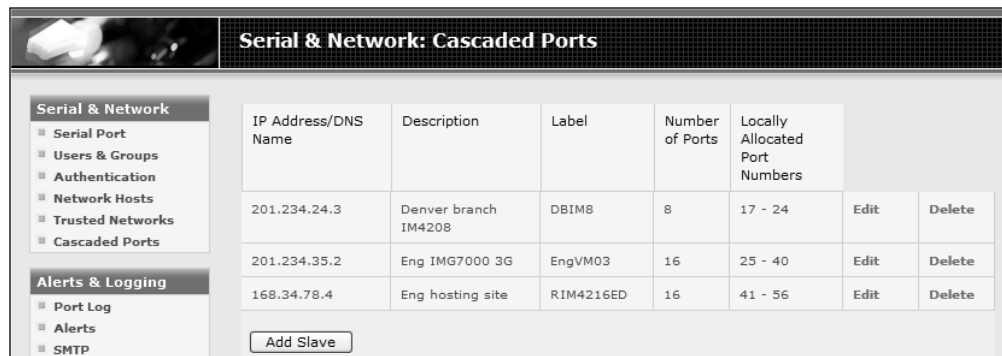 Serial & Network: Cascaded Ports
Serial & Network
Serial Port
Users & Groups
Authentication
Network Hosts
Trusted Networks
Cascaded Ports
Alerts & Logging
Port Log
Alerts
SMTP
IP Address/DNS Name Description Label Number of Ports Locally Allocated Port Numbers
201.234.24.3 Denver branch IM4208 DBIM8 8 17 - 24 Edit Delete
201.234.35.2 Eng IMG7000 3G EngVM03 16 25 - 40 Edit Delete
168.34.78.4 Eng hosting site RIM4216ED 16 41 - 56 Edit Delete
Add Slave